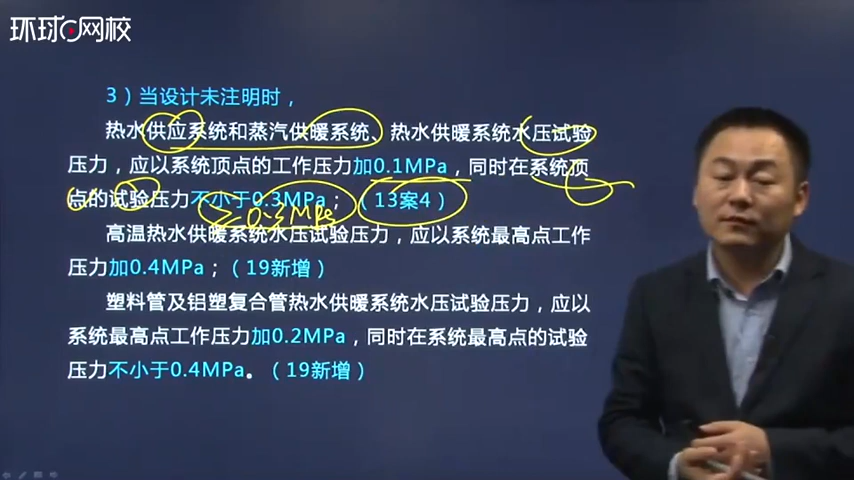 环球网校
3）当设计未注明时，
热水供应系统和蒸汽供暖系统、热水供暖系统水压试验
压力，应以系统顶点的工作压力加0.1MPa，同时在系统顶
点的试验压力不小于0.3MPa；（13案4）
≥0.3MPa
高温热水供暖系统水压试验压力，应以系统最高点工作
压力加0.4MPa；（19新增）
塑料管及铝塑复合管热水供暖系统水压试验压力，应以
系统最高点工作压力加0.2MPa，同时在系统最高点的试验
压力不小于0.4MPa。（19新增）